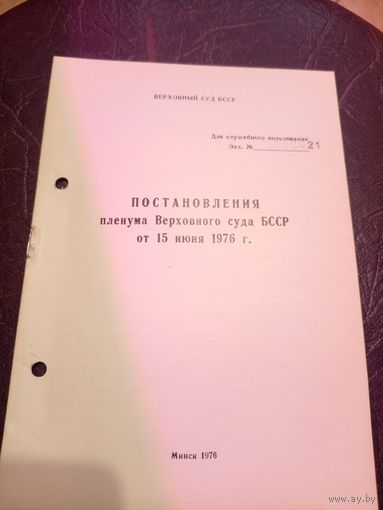 ВЕРХОВНЫЙ СУД БССР
Для служебного пользования
Экз. № 21
ПОСТАНОВЛЕНИЯ
пленума Верховного суда БССР
от 15 июня 1976 г.
Минск 1976
www.ay.by